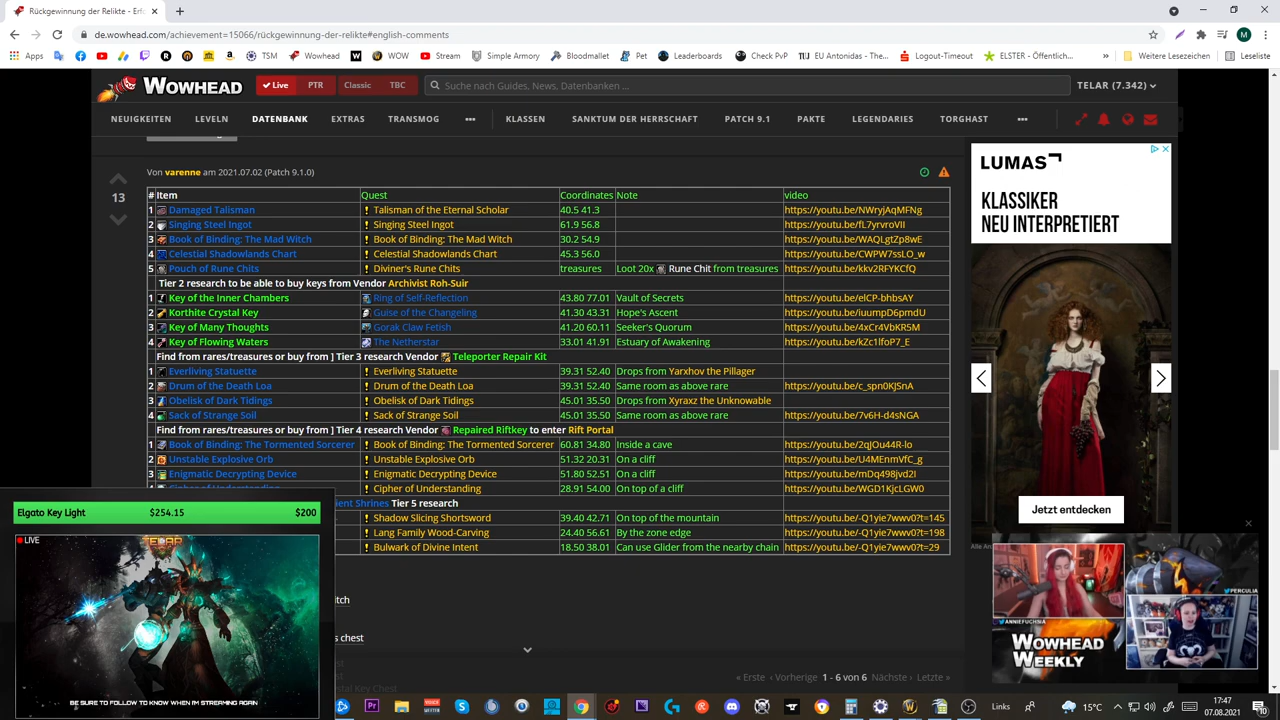 Rückgewinnung der Relikte - Erf
de.wowhead.com/achievement=15066/rückgewinnung-der-relikte#english-comments
M
Apps TSM Wowhead WOW Stream Simple Armory Bloodmallet Pet Leaderboards Check PvP EU Antonidas - The... Logout-Timeout ELSTER - Öffentlich... » Weitere Lesezeichen Leseliste
WOWHEAD Live PTR Classic TBC Suche nach Guides, News, Datenbanken ... TELAR (7.342)
NEUIGKEITEN LEVELN DATENBANK EXTRAS TRANSMOG ••• KLASSEN SANKTUM DER HERRSCHAFT PATCH 9.1 PAKTE LEGENDARIES TORGHAST •••
Von varenne am 2021.07.02 (Patch 9.1.0)
13
# Item Quest Coordinates Note video
1 Damaged Talisman Talisman of the Eternal Scholar 40.5 41.3 https://youtu.be/NWryjAqMFNg
2 Singing Steel Ingot Singing Steel Ingot 61.9 56.8 https://youtu.be/fL7yrvroVII
3 Book of Binding: The Mad Witch Book of Binding: The Mad Witch 30.2 54.9 https://youtu.be/WAQLgtZp8wE
4 Celestial Shadowlands Chart Celestial Shadowlands Chart 45.3 56.0 https://youtu.be/CWPW7ssLO_w
5 Pouch of Rune Chits Diviner's Rune Chits treasures Loot 20x Rune Chit from treasures https://youtu.be/kkv2RFYKCfQ
Tier 2 research to be able to buy keys from Vendor Archivist Roh-Suir
1 Key of the Inner Chambers Ring of Self-Reflection 43.80 77.01 Vault of Secrets https://youtu.be/elCP-bhbsAY
2 Korthite Crystal Key Guise of the Changeling 41.30 43.31 Hope's Ascent https://youtu.be/iuumpD6pmdU
3 Key of Many Thoughts Gorak Claw Fetish 41.20 60.11 Seeker's Quorum https://youtu.be/4xCr4VbKR5M
4 Key of Flowing Waters The Netherstar 33.01 41.91 Estuary of Awakening https://youtu.be/kZc1lfoP7_E
Find from rares/treasures or buy from ] Tier 3 research Vendor Teleporter Repair Kit
1 Everliving Statuette Everliving Statuette 39.31 52.40 Drops from Yarxhov the Pillager
2 Drum of the Death Loa Drum of the Death Loa 39.31 52.40 Same room as above rare https://youtu.be/c_spn0KJSnA
3 Obelisk of Dark Tidings Obelisk of Dark Tidings 45.01 35.50 Drops from Xyraxz the Unknowable
4 Sack of Strange Soil Sack of Strange Soil 45.01 35.50 Same room as above rare https://youtu.be/7v6H-d4sNGA
Find from rares/treasures or buy from ] Tier 4 research Vendor Repaired Riftkey to enter Rift Portal
1 Book of Binding: The Tormented Sorcerer Book of Binding: The Tormented Sorcerer 60.81 34.80 Inside a cave https://youtu.be/2qJOu44R-lo
2 Unstable Explosive Orb Unstable Explosive Orb 51.32 20.31 On a cliff https://youtu.be/U4MEnmVfC_g
3 Enigmatic Decrypting Device Enigmatic Decrypting Device 51.80 52.51 On a cliff https://youtu.be/mDq498jvc2I
Cipher of Understanding 28.91 54.00 On top of a cliff https://youtu.be/WGD1KjcLGW0
ient Shrines Tier 5 research
Shadow Slicing Shortsword 39.40 42.71 On top of the mountain https://youtu.be/-Q1yie7wwv0?t=145
Lang Family Wood-Carving 24.40 56.61 By the zone edge https://youtu.be/-Q1yie7wwv0?t=198
Bulwark of Divine Intent 18.50 38.01 Can use Glider from the nearby chain https://youtu.be/-Q1yie7wwv0?t=29
itch
s chest
st
st
stal Key Chest
« Erste ‹ Vorherige 1 - 6 von 6 Nächste › Letzte »
LUMAS
KLASSIKER
NEU INTERPRETIERT
Jetzt entdecken
Alle Anz
ANNIEFUCHSIA
PERCULIA
WOWHEAD
WEEKLY
Elgato Key Light $254.15 $200
LIVE
TELAR
BE SURE TO FOLLOW TO KNOW WHEN I'M STREAMING AGAIN
Links 15°C 17:47
07.08.2021